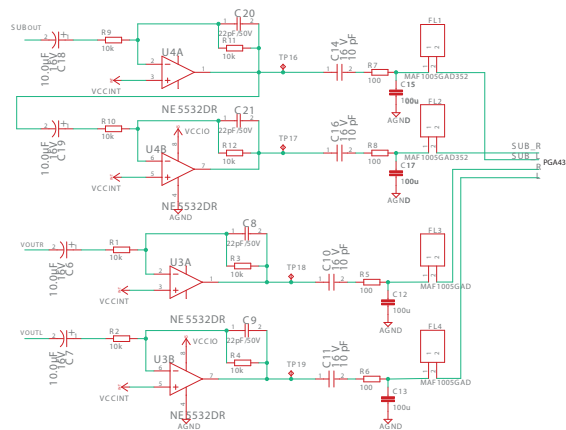 SUBOUT
10.0uF
16V
C18
R9
10k
VCCINT
U4A
NE5532DR
C20
22pF/50V
R11
10k
TP16
C14
16 V
10 pF
R7
100
C15
100u
AGND
FL1
MAF1005GAD352
10.0uF
16V
C19
R10
10k
VCCINT
U4B
VCCIO
NE5532DR
AGND
C21
22pF/50V
R12
10k
TP17
C16
16 V
10 pF
R8
100
C17
100u
AGND
FL2
MAF1005GAD352
SUB_R
SUB_L
R
L
PGA43
VOUTR
10.0uF
16V
C6
R1
10k
VCCINT
U3A
NE5532DR
C8
22pF/50V
R3
10k
TP18
C10
16 V
10 pF
R5
100
C12
100u
AGND
FL3
MAF1005GAD
VOUTL
10.0uF
16V
C7
R2
10k
VCCINT
U3B
VCCIO
NE5532DR
AGND
C9
22pF/50V
R4
10k
TP19
C11
16 V
10 pF
R6
100
C13
100u
AGND
FL4
MAF1005GAD